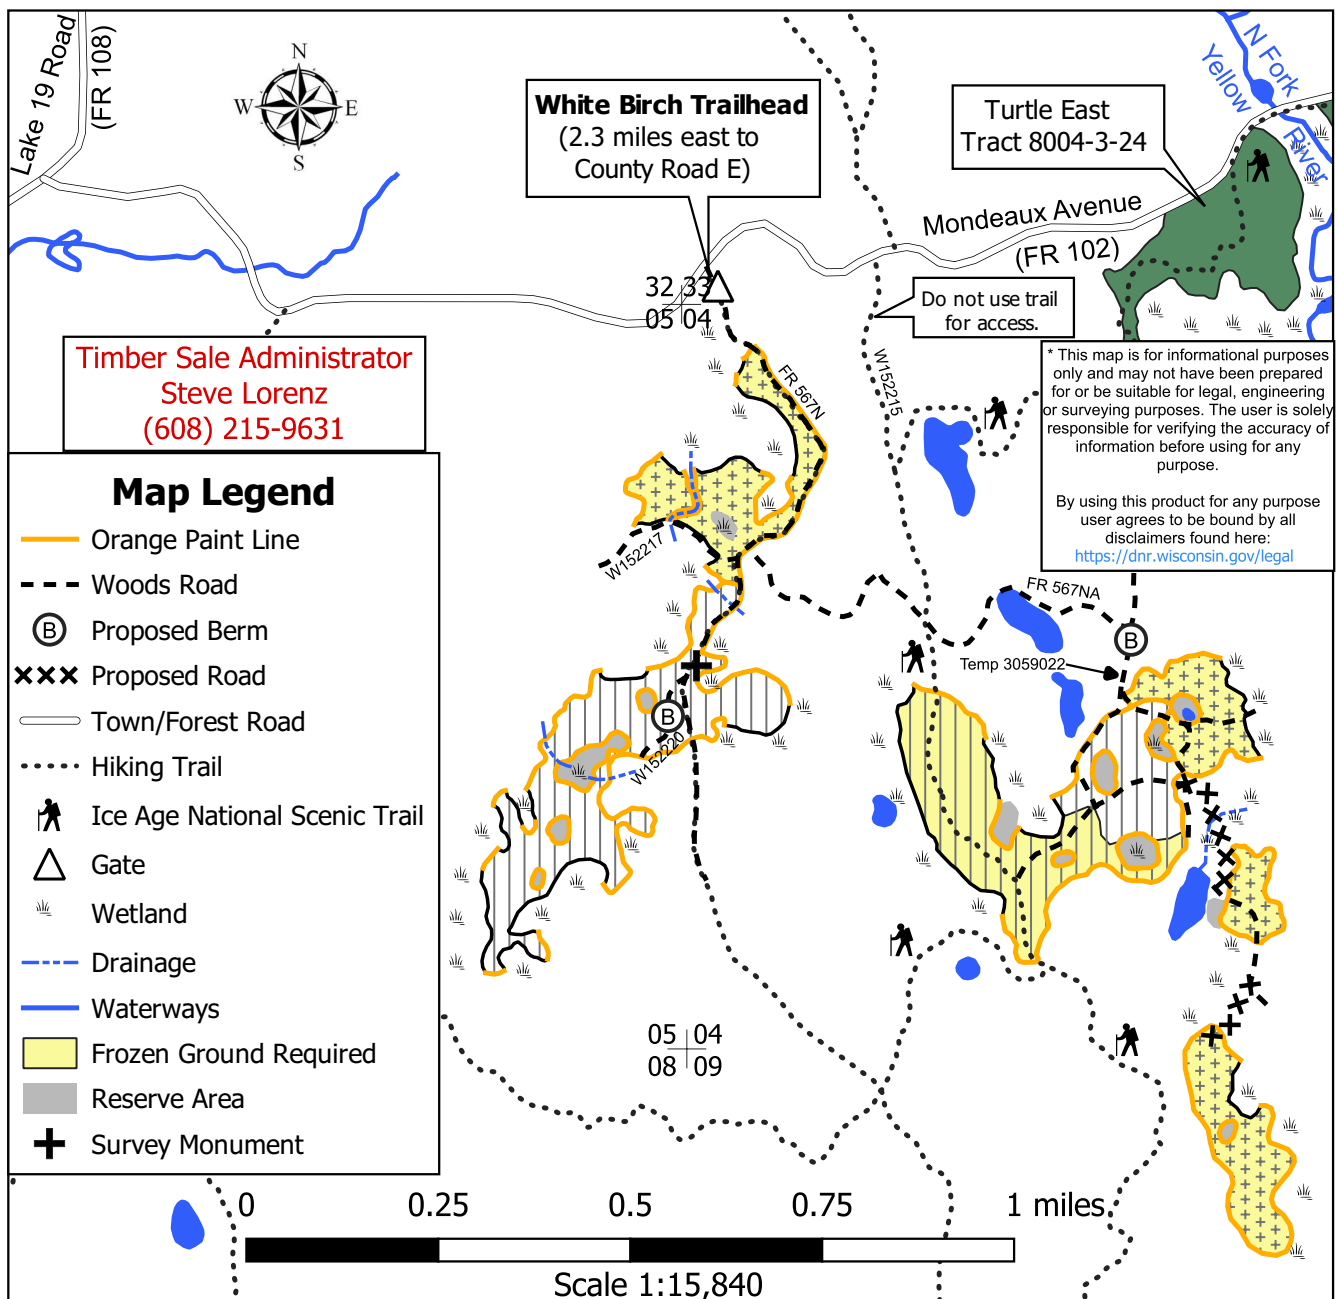 Lake 19 Road
(FR 108)
N
W
E
S
White Birch Trailhead
(2.3 miles east to
County Road E)
Turtle East
Tract 8004-3-24
N Fork
Yellow
River
Mondeaux Avenue
(FR 102)
32 33
05 04
Do not use trail
for access.
Timber Sale Administrator
Steve Lorenz
(608) 215-9631
FR 567N
W152215
* This map is for informational purposes
only and may not have been prepared
for or be suitable for legal, engineering
or surveying purposes. The user is solely
responsible for verifying the accuracy of
information before using for any
purpose.
By using this product for any purpose
user agrees to be bound by all
disclaimers found here:
https://dnr.wisconsin.gov/legal
Map Legend
Orange Paint Line
Woods Road
B
Proposed Berm
Proposed Road
Town/Forest Road
Hiking Trail
Ice Age National Scenic Trail
Gate
Wetland
Drainage
Waterways
Frozen Ground Required
Reserve Area
Survey Monument
W152217
FR 567NA
B
Temp 3059022
B
W152220
05 04
08 09
0
0.25
0.5
0.75
1 miles
Scale 1:15,840